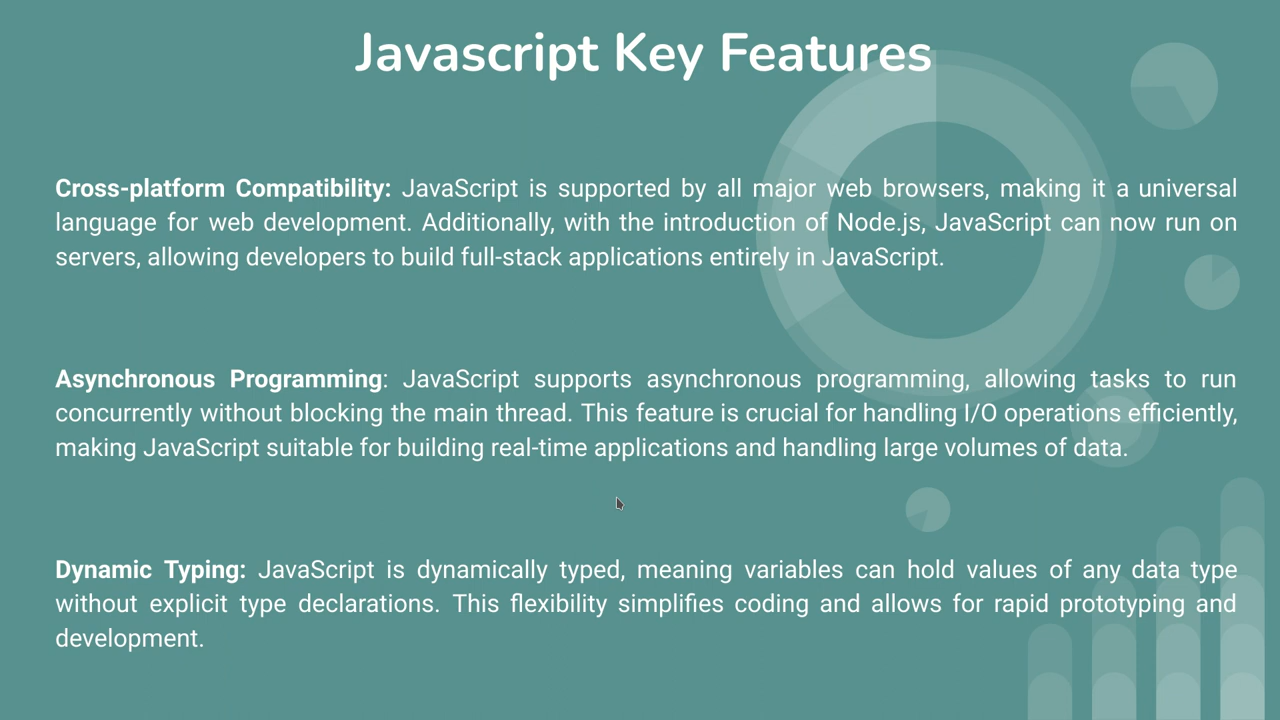 Javascript Key Features
Cross-platform Compatibility: JavaScript is supported by all major web browsers, making it a universal
language for web development. Additionally, with the introduction of Node.js, JavaScript can now run on
servers, allowing developers to build full-stack applications entirely in JavaScript.
Asynchronous Programming: JavaScript supports asynchronous programming, allowing tasks to run
concurrently without blocking the main thread. This feature is crucial for handling I/O operations efficiently,
making JavaScript suitable for building real-time applications and handling large volumes of data.
Dynamic Typing: JavaScript is dynamically typed, meaning variables can hold values of any data type
without explicit type declarations. This flexibility simplifies coding and allows for rapid prototyping and
development.